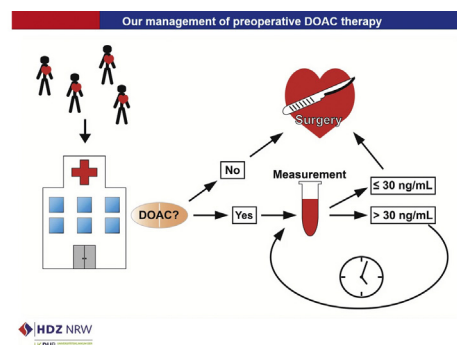 Our management of preoperative DOAC therapy
Surgery
No
Measurement
≤ 30 ng/mL
DOAC?
Yes
> 30 ng/mL
HDZ NRW